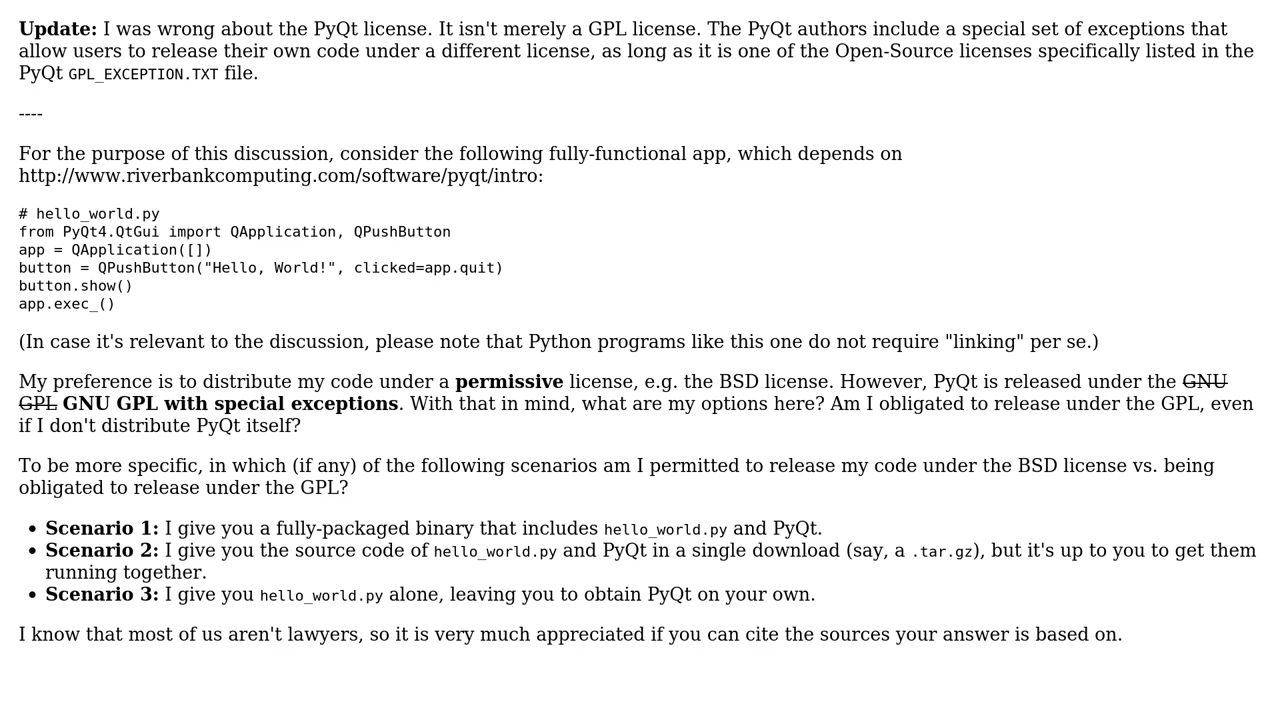 Update: I was wrong about the PyQt license. It isn't merely a GPL license. The PyQt authors include a special set of exceptions that
allow users to release their own code under a different license, as long as it is one of the Open-Source licenses specifically listed in the
PyQt GPL_EXCEPTION.TXT file.
----
For the purpose of this discussion, consider the following fully-functional app, which depends on
http://www.riverbankcomputing.com/software/pyqt/intro:
# hello_world.py
from PyQt4.QtGui import QApplication, QPushButton
app = QApplication([])
button = QPushButton("Hello, World!", clicked=app.quit)
button.show()
app.exec_()
(In case it's relevant to the discussion, please note that Python programs like this one do not require "linking" per se.)
My preference is to distribute my code under a permissive license, e.g. the BSD license. However, PyQt is released under the GNU
GPL GNU GPL with special exceptions. With that in mind, what are my options here? Am I obligated to release under the GPL, even
if I don't distribute PyQt itself?
To be more specific, in which (if any) of the following scenarios am I permitted to release my code under the BSD license vs. being
obligated to release under the GPL?
• Scenario 1: I give you a fully-packaged binary that includes hello_world.py and PyQt.
• Scenario 2: I give you the source code of hello_world.py and PyQt in a single download (say, a .tar.gz), but it's up to you to get them
running together.
• Scenario 3: I give you hello_world.py alone, leaving you to obtain PyQt on your own.
I know that most of us aren't lawyers, so it is very much appreciated if you can cite the sources your answer is based on.